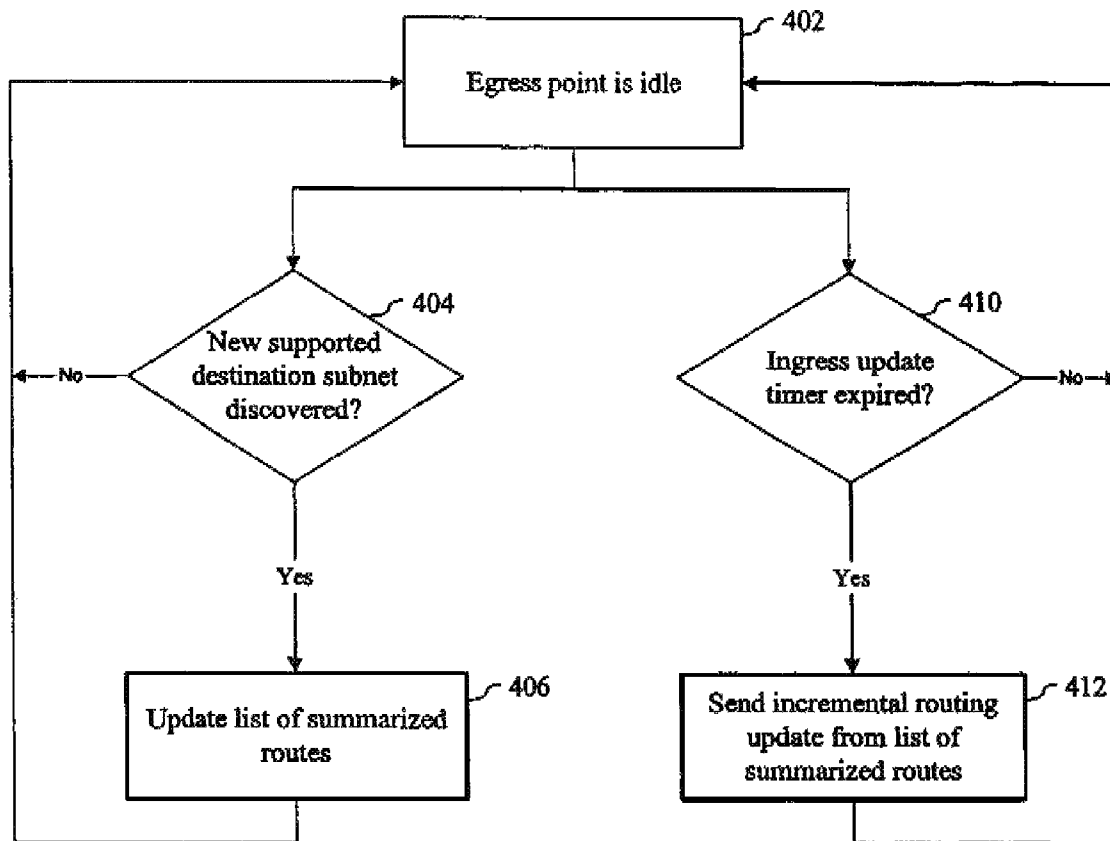 402
Egress point is idle
404
New supported
destination subnet
discovered?
No
410
Ingress update
timer expired?
No
Yes
Yes
406
Update list of summarized
routes
412
Send incremental routing
update from list of
summarized routes